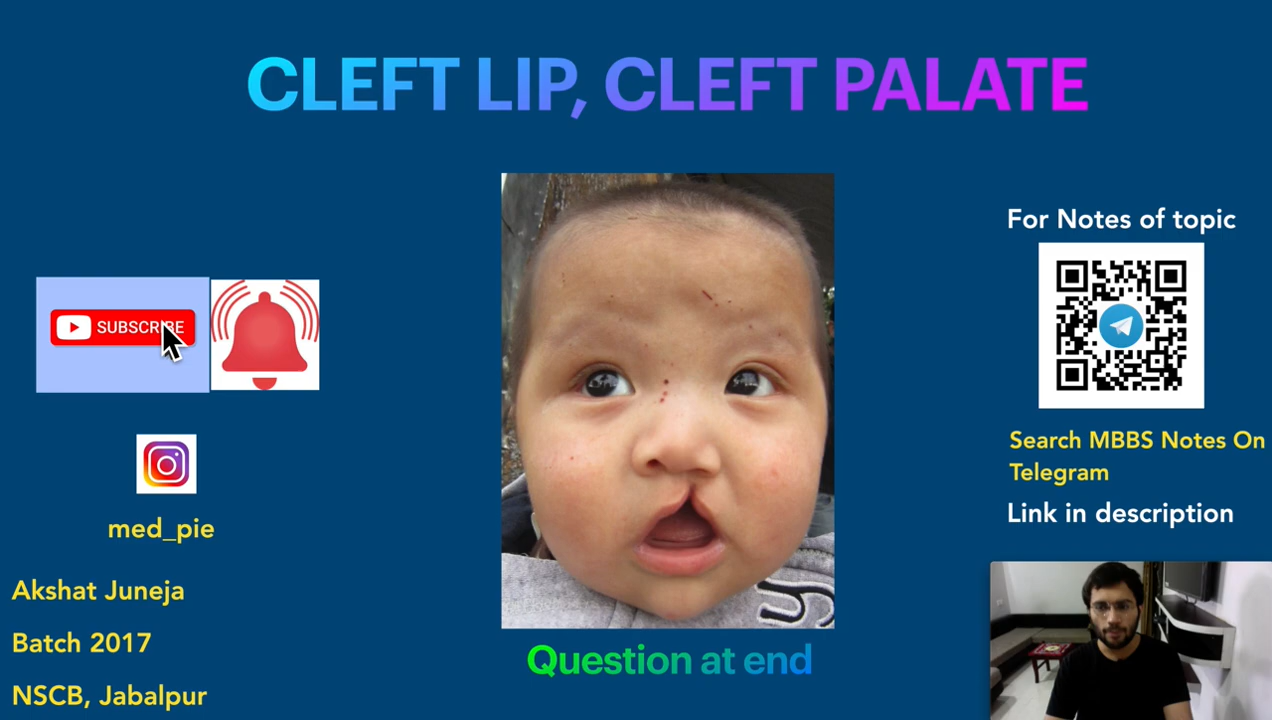 CLEFT LIP, CLEFT PALATE
SUBSCRIBE
med_pie
Akshat Juneja
Batch 2017
NSCB, Jabalpur
Question at end
For Notes of topic
Search MBBS Notes On
Telegram
Link in description